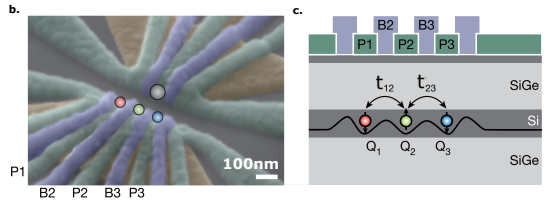 b.
100nm
P1
B2 P2 B3 P3
c.
B2 B3
P1 P2 P3
SiGe
t12 t23
Si
Q1 Q2 Q3
SiGe